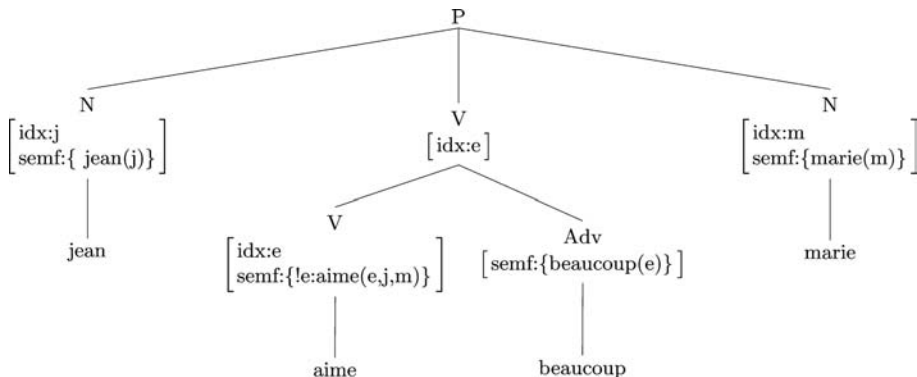 P
N
V
N
idx:j
semf:{ jean(j)}
[idx:e]
idx:m
semf:{marie(m)}
V
Adv
jean
idx:e
semf:{!e:aime(e,j,m)}
[semf:{beaucoup(e)} ]
marie
aime
beaucoup